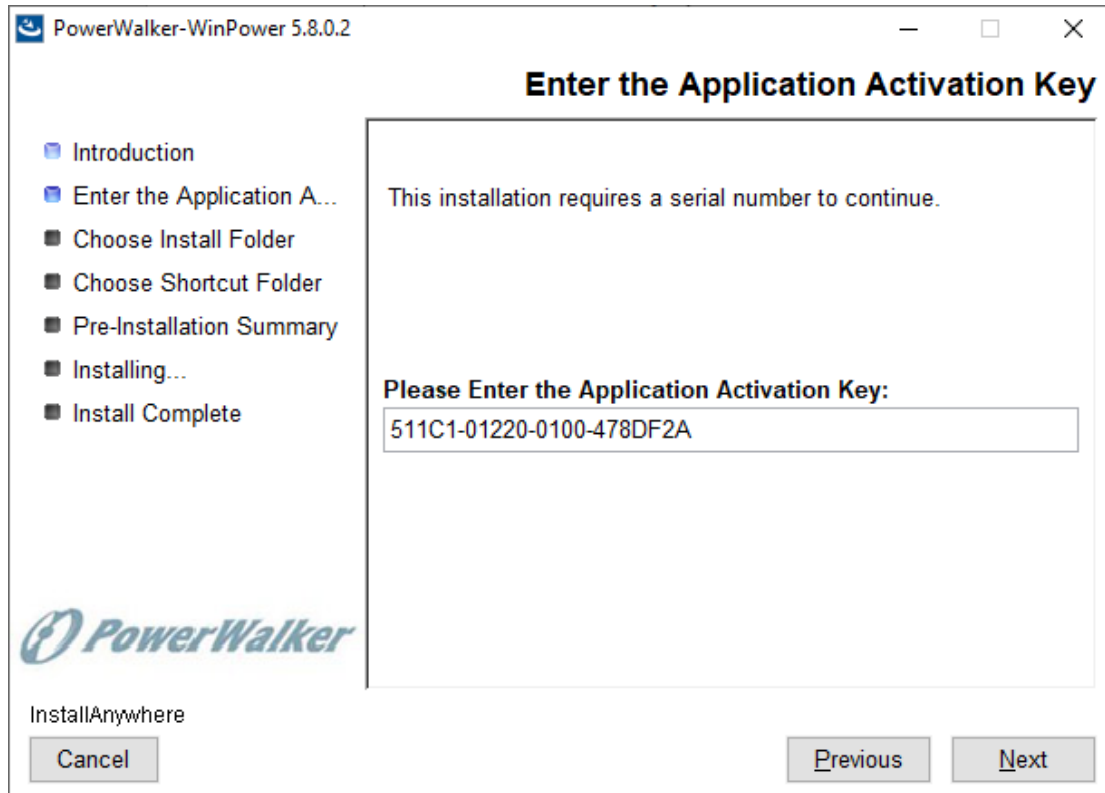 PowerWalker-WinPower 5.8.0.2
Enter the Application Activation Key
Introduction
Enter the Application A...
Choose Install Folder
Choose Shortcut Folder
Pre-Installation Summary
Installing...
Install Complete
This installation requires a serial number to continue.
Please Enter the Application Activation Key:
511C1-01220-0100-478DF2A
PowerWalker
InstallAnywhere
Cancel
Previous
Next